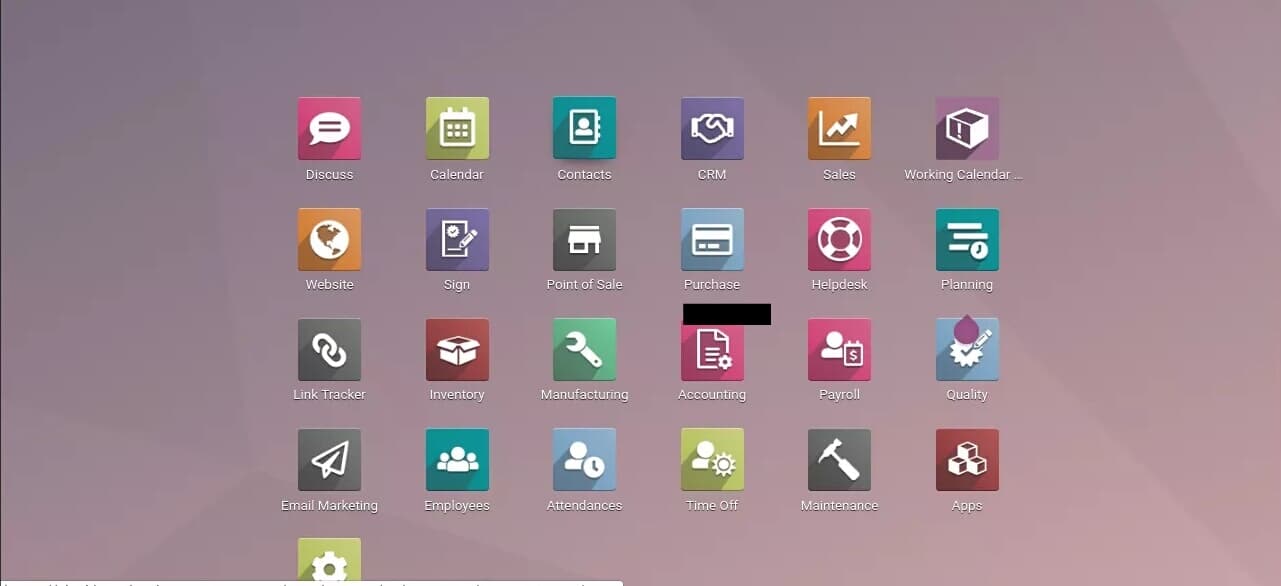 Discuss
Calendar
Contacts
CRM
Sales
Working Calendar ...
Website
Sign
Point of Sale
Purchase
Helpdesk
Planning
Link Tracker
Inventory
Manufacturing
Accounting
Payroll
Quality
Email Marketing
Employees
Attendances
Time Off
Maintenance
Apps